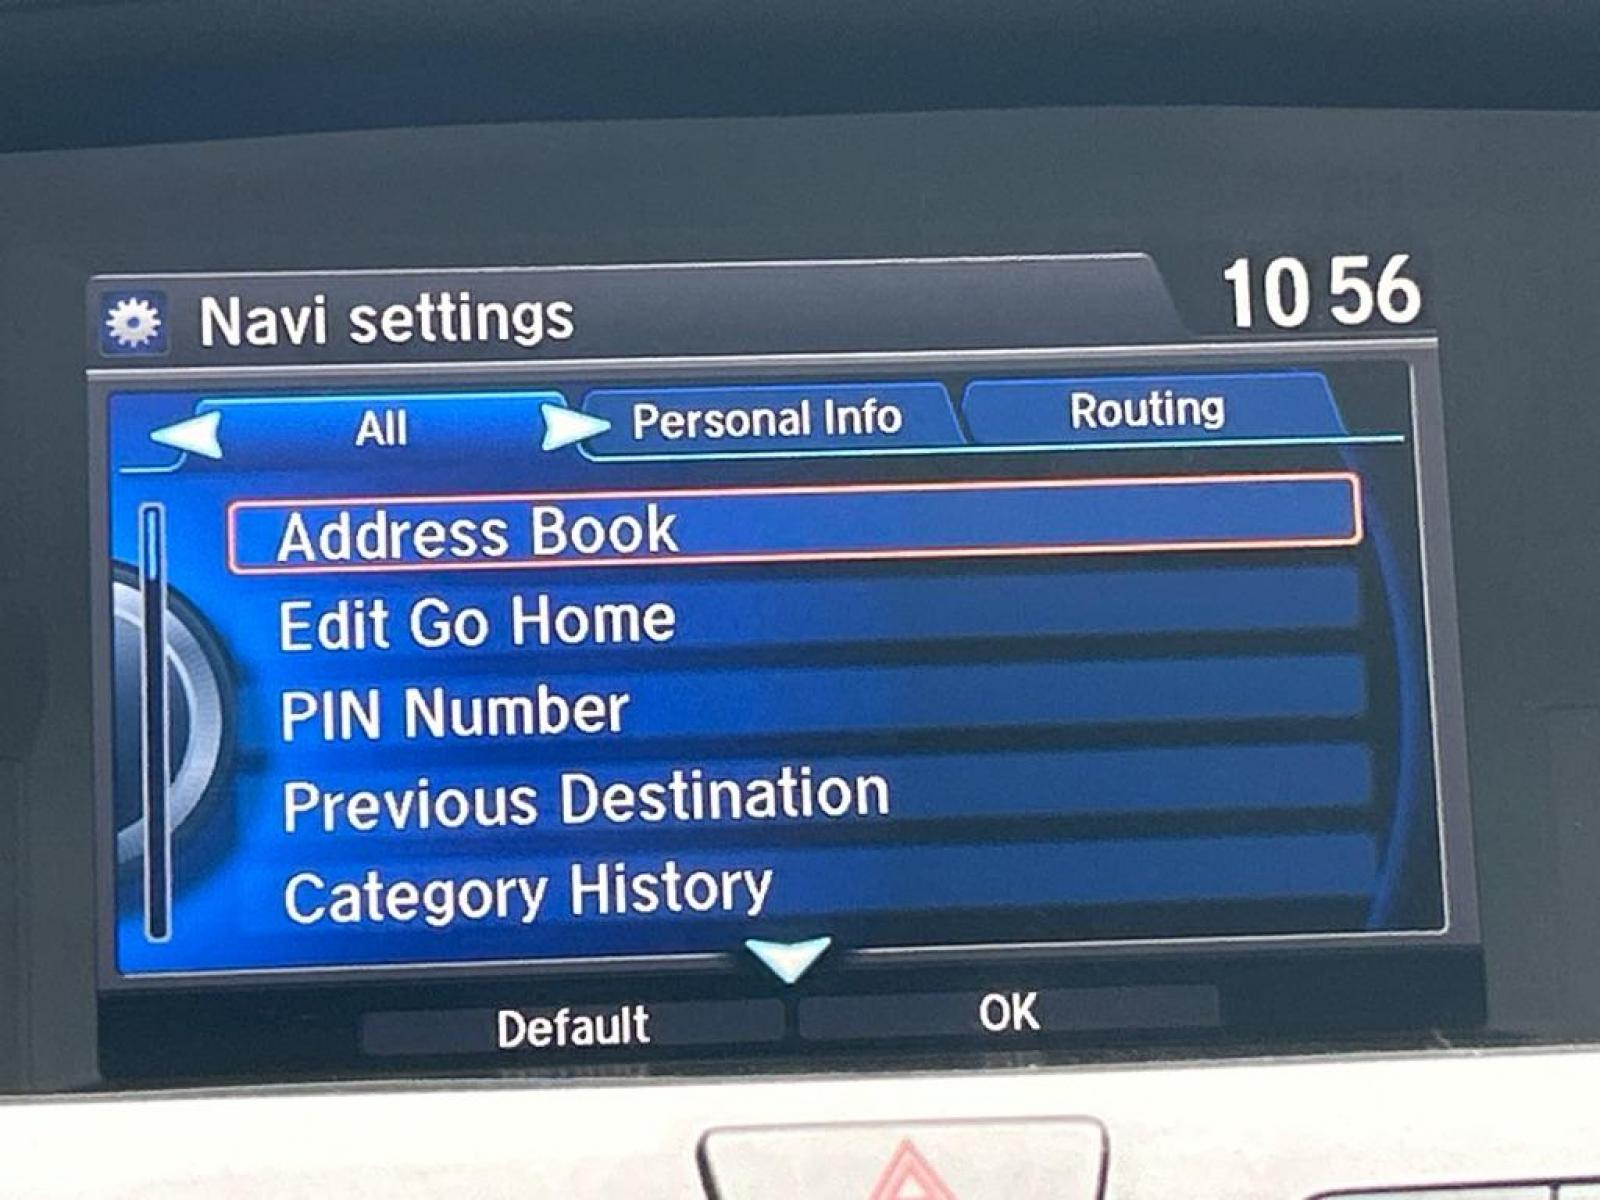 Navi settings
10 56
All
Personal Info
Routing
Address Book
Edit Go Home
PIN Number
Previous Destination
Category History
Default
OK